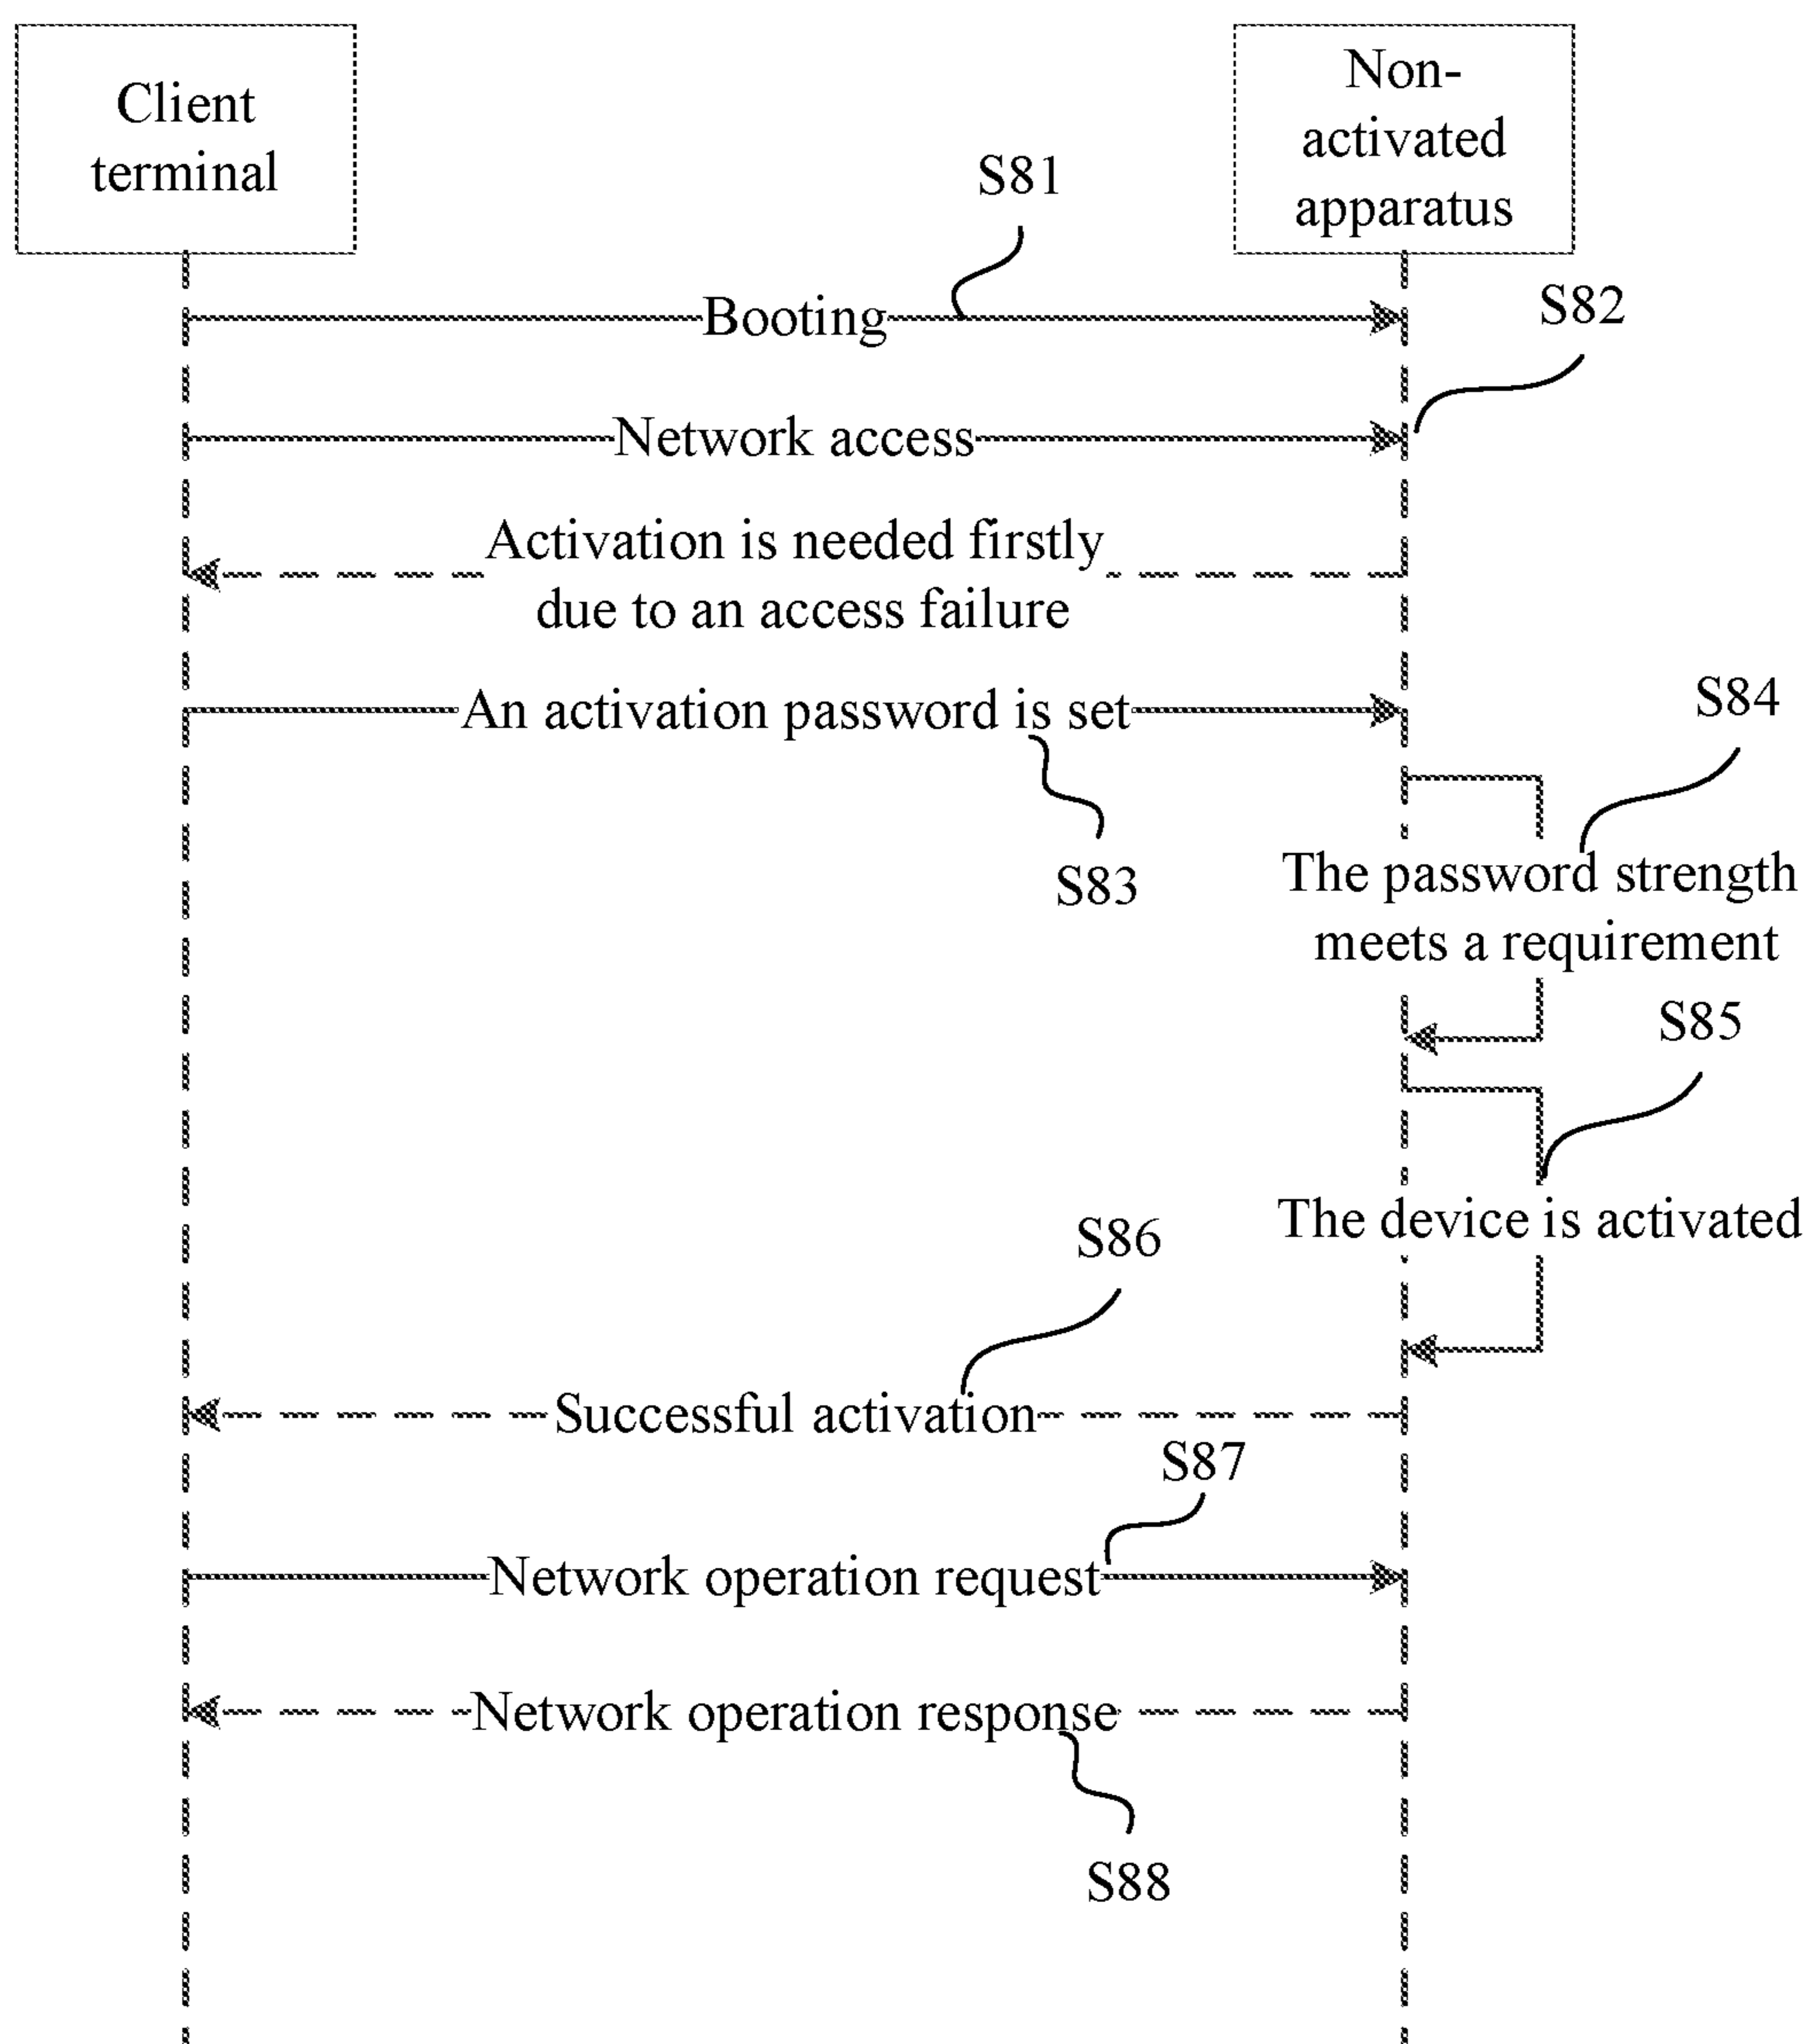 Client
terminal
Non-
activated
apparatus
S81
Booting
S82
Network access
Activation is needed firstly
due to an access failure
An activation password is set
S84
S83
The password strength
meets a requirement
S85
The device is activated
S86
Successful activation
S87
Network operation request
Network operation response
S88